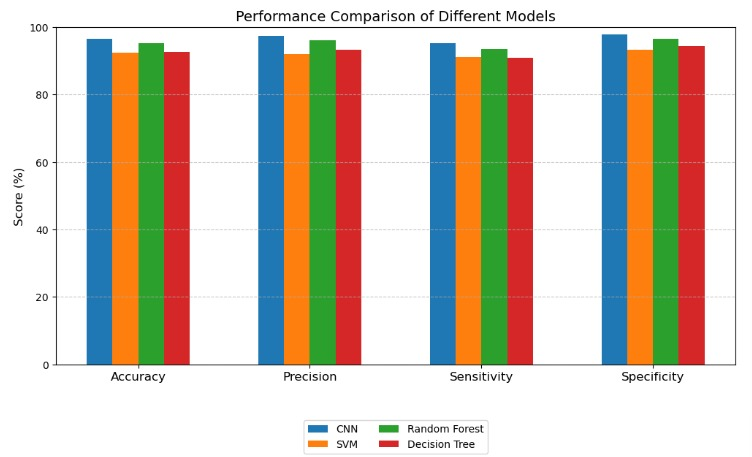 Performance Comparison of Different Models
100
80
60
40
20
0
Score (%)
Accuracy Precision Sensitivity Specificity
CNN Random Forest
SVM Decision Tree